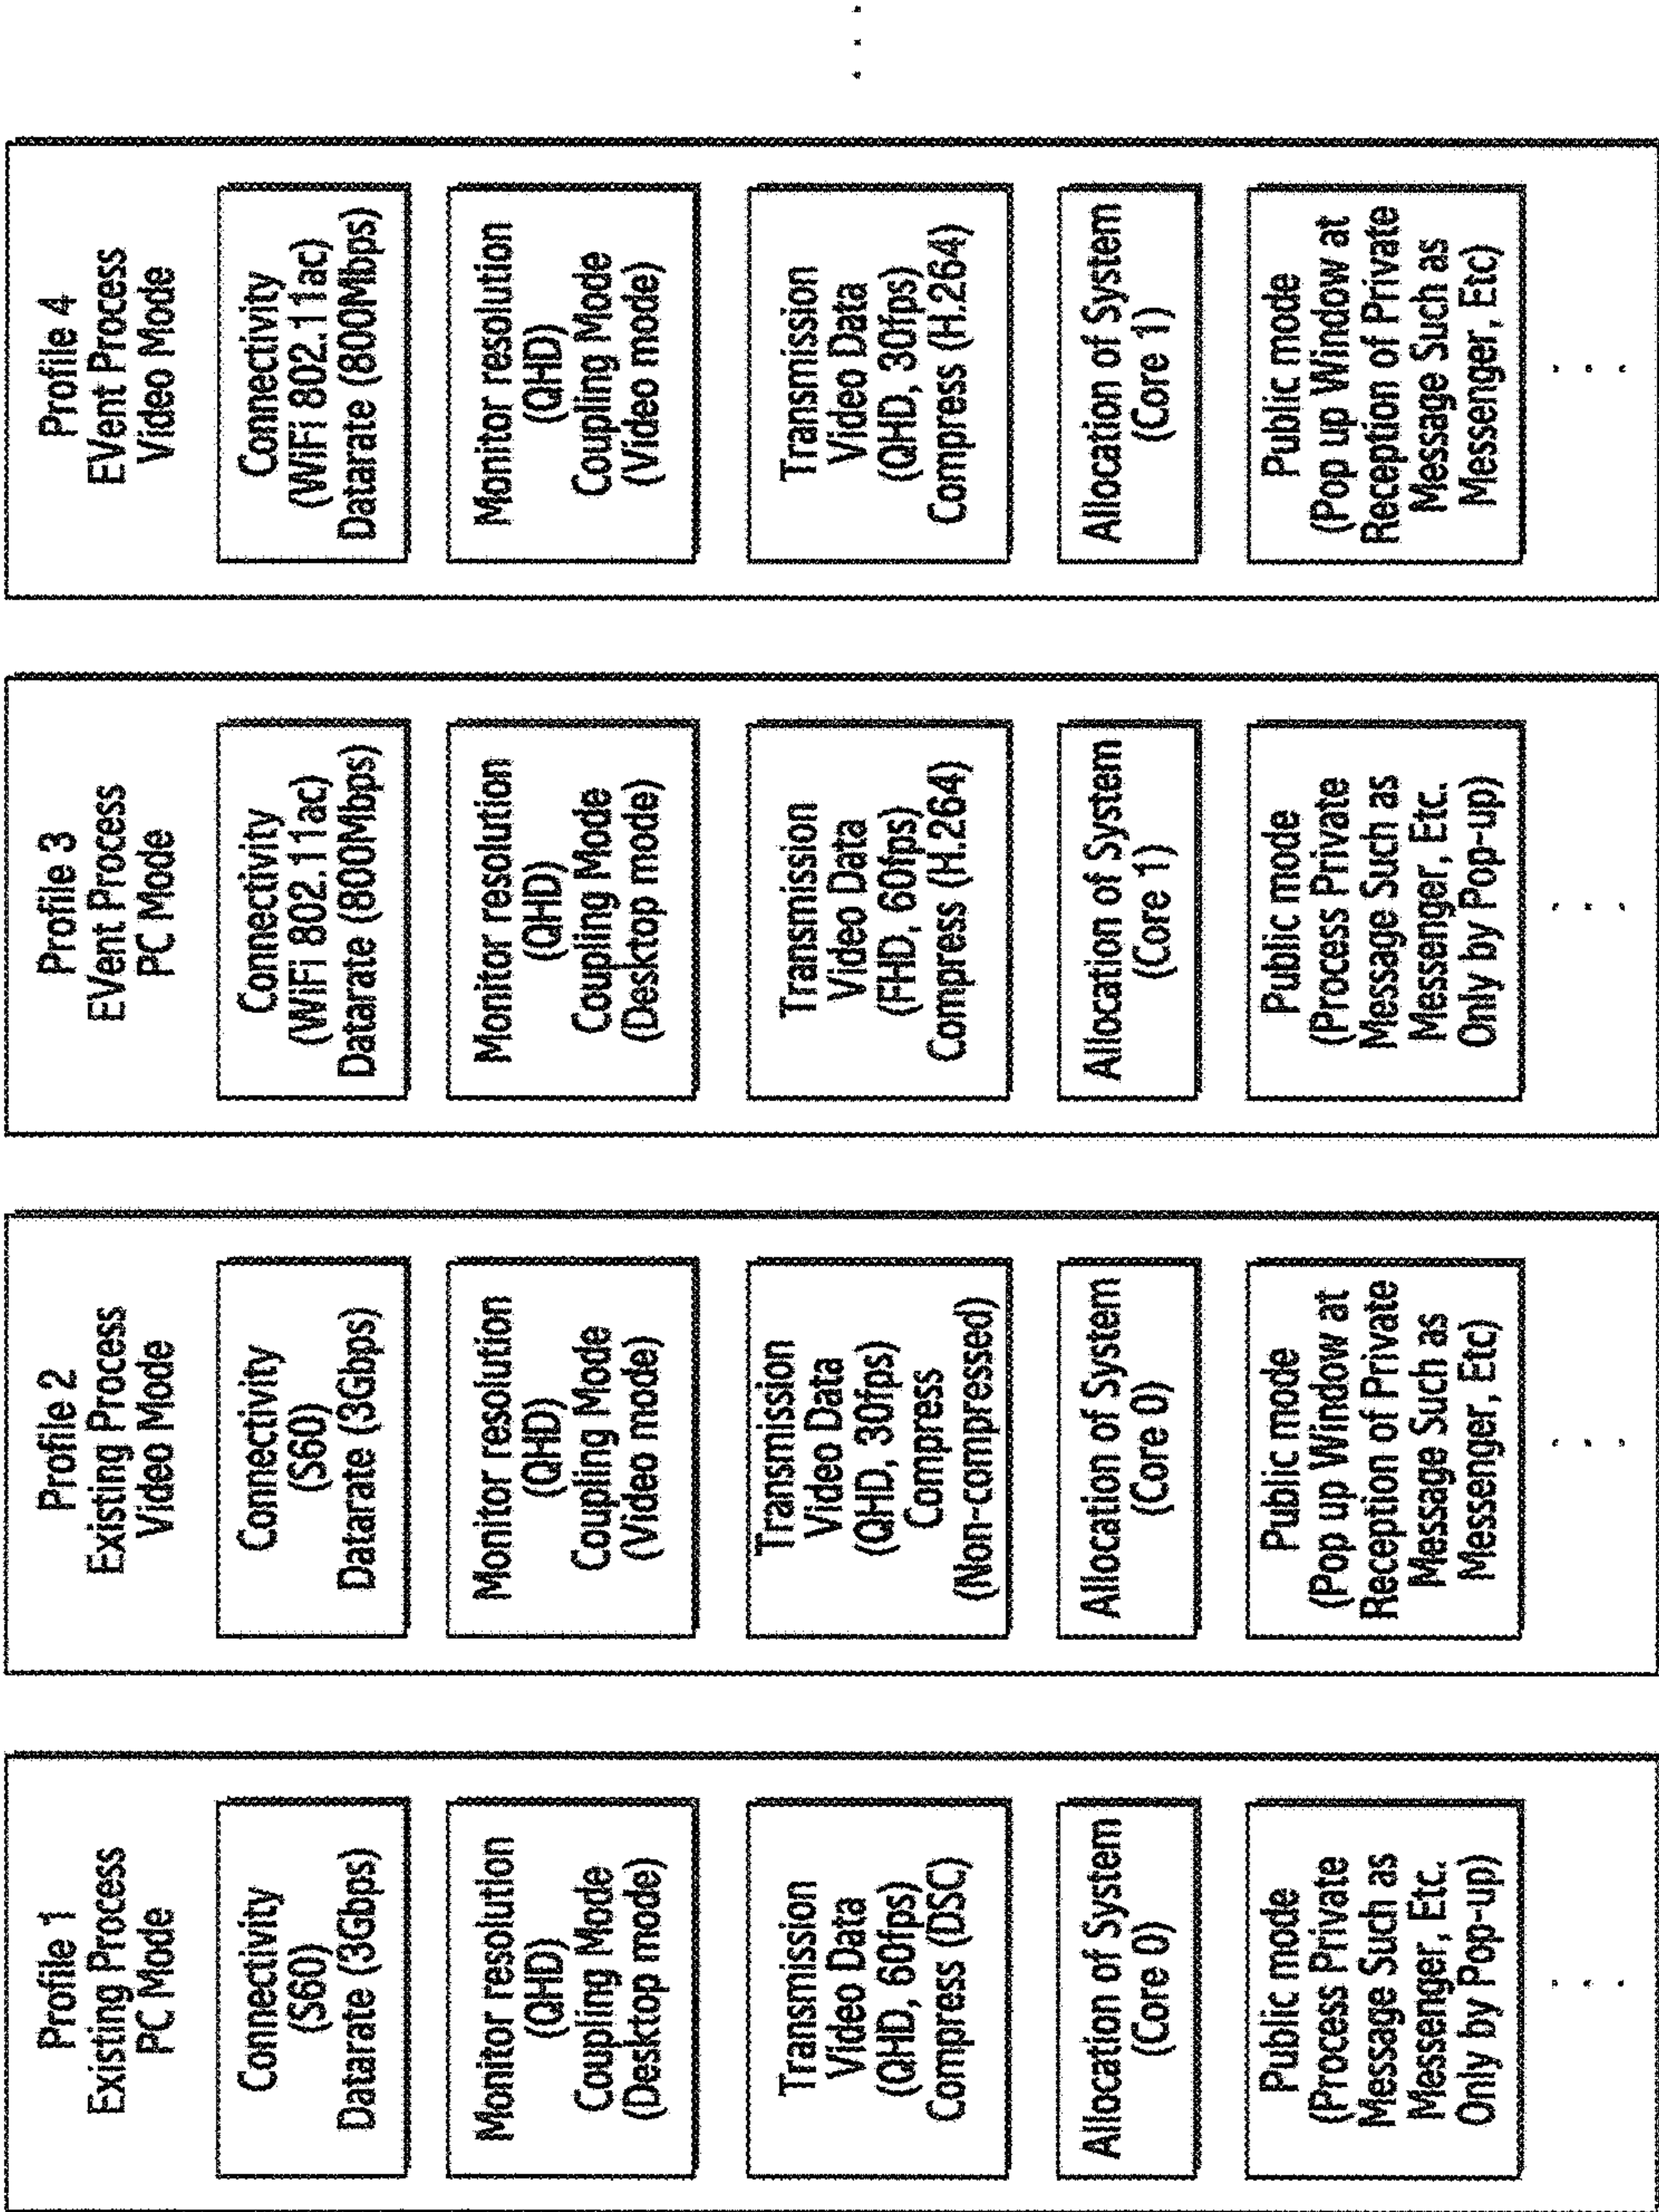 Profile 1
Existing Process
PC Mode
Connectivity
(S60)
Datarate (3Gbps)
Monitor resolution
(QHD)
Coupling Mode
(Desktop mode)
Transmission
Video Data
(QHD, 60fps)
Compress (DSC)
Allocation of System
(Core 0)
Public mode
(Process Private
Message Such as
Messenger, Etc.
Only by Pop-up)
Profile 2
Existing Process
Video Mode
Connectivity
(S60)
Datarate (3Gbps)
Monitor resolution
(QHD)
Coupling Mode
(Video mode)
Transmission
Video Data
(QHD, 30fps)
Compress
(Non-compressed)
Allocation of System
(Core 0)
Public mode
(Pop up Window at
Reception of Private
Message Such as
Messenger, Etc)
Profile 3
EVent Process
PC Mode
Connectivity
(WiFi 802.11ac)
Datarate (800Mbps)
Monitor resolution
(QHD)
Coupling Mode
(Desktop mode)
Transmission
Video Data
(FHD, 60fps)
Compress (H.264)
Allocation of System
(Core 1)
Public mode
(Process Private
Message Such as
Messenger, Etc.
Only by Pop-up)
Profile 4
EVent Process
Video Mode
Connectivity
(WiFi 802.11ac)
Datarate (800Mbps)
Monitor resolution
(QHD)
Coupling Mode
(Video mode)
Transmission
Video Data
(QHD, 30fps)
Compress (H.264)
Allocation of System
(Core 1)
Public mode
(Pop up Window at
Reception of Private
Message Such as
Messenger, Etc)